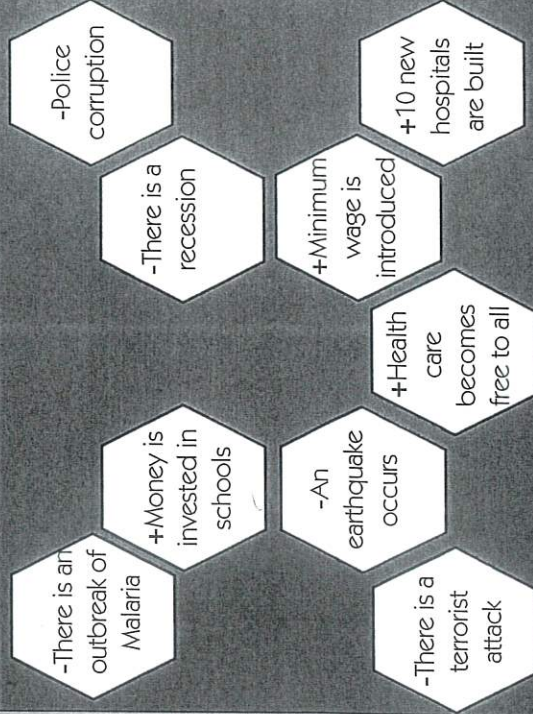 -Police
corruption
+10 new
hospitals
are built
-There is a
recession
+Minimum
wage is
introduced
+Health
care
becomes
free to all
+Money is
invested in
schools
-An
earthquake
occurs
-There is an
outbreak of
Malaria
-There is a
terrorist
attack